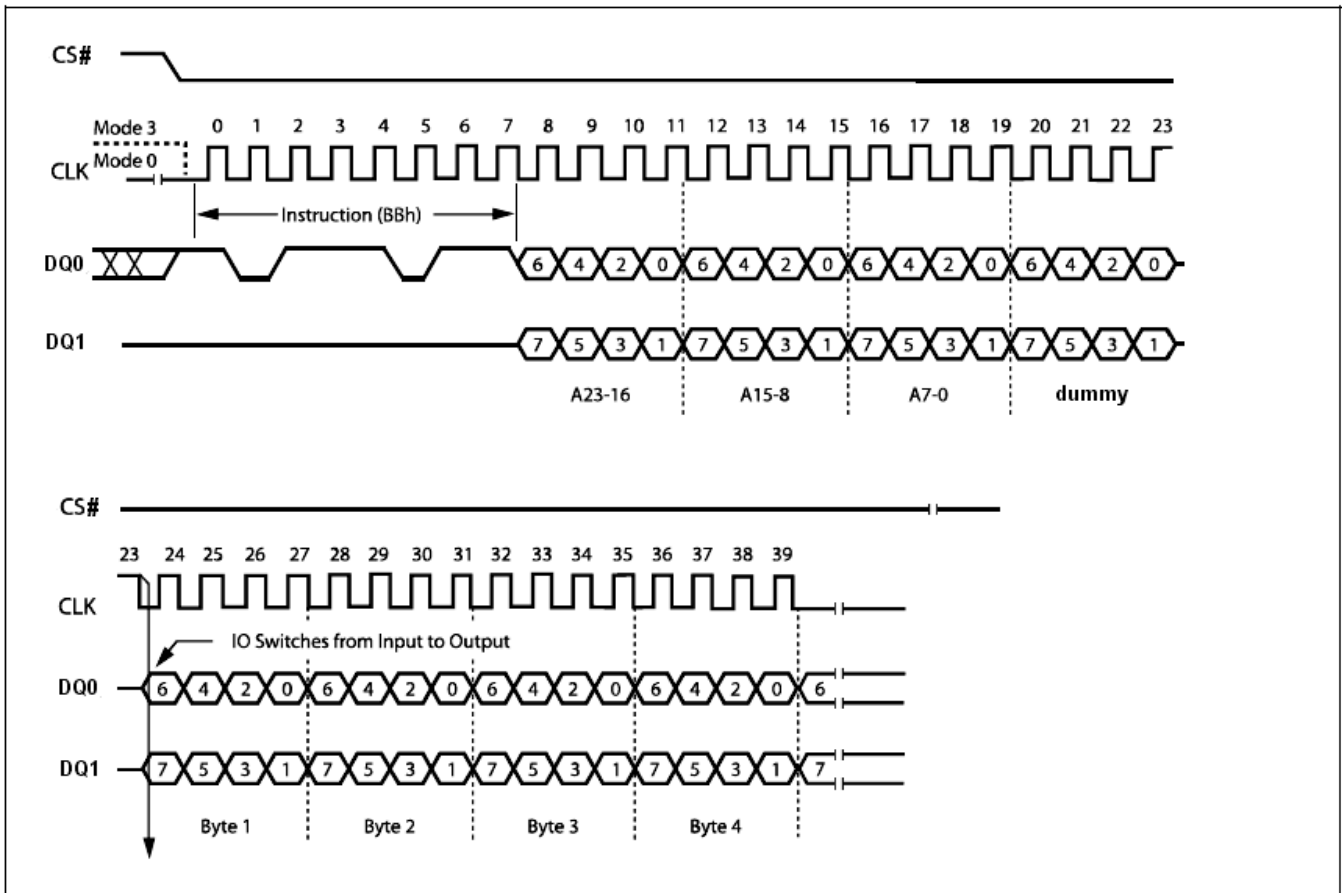 CS#
Mode 3
0 1 2 3 4 5 6 7 8 9 10 11 12 13 14 15 16 17 18 19 20 21 22 23
Mode 0
CLK
Instruction (BBh)
DQ0 6 4 2 0 6 4 2 0 6 4 2 0 6 4 2 0
DQ1 7 5 3 1 7 5 3 1 7 5 3 1 7 5 3 1
A23-16 A15-8 A7-0 dummy
CS#
23 24 25 26 27 28 29 30 31 32 33 34 35 36 37 38 39
CLK
IO Switches from Input to Output
DQ0 6 4 2 0 6 4 2 0 6 4 2 0 6 4 2 0 6
DQ1 7 5 3 1 7 5 3 1 7 5 3 1 7 5 3 1 7
Byte 1 Byte 2 Byte 3 Byte 4